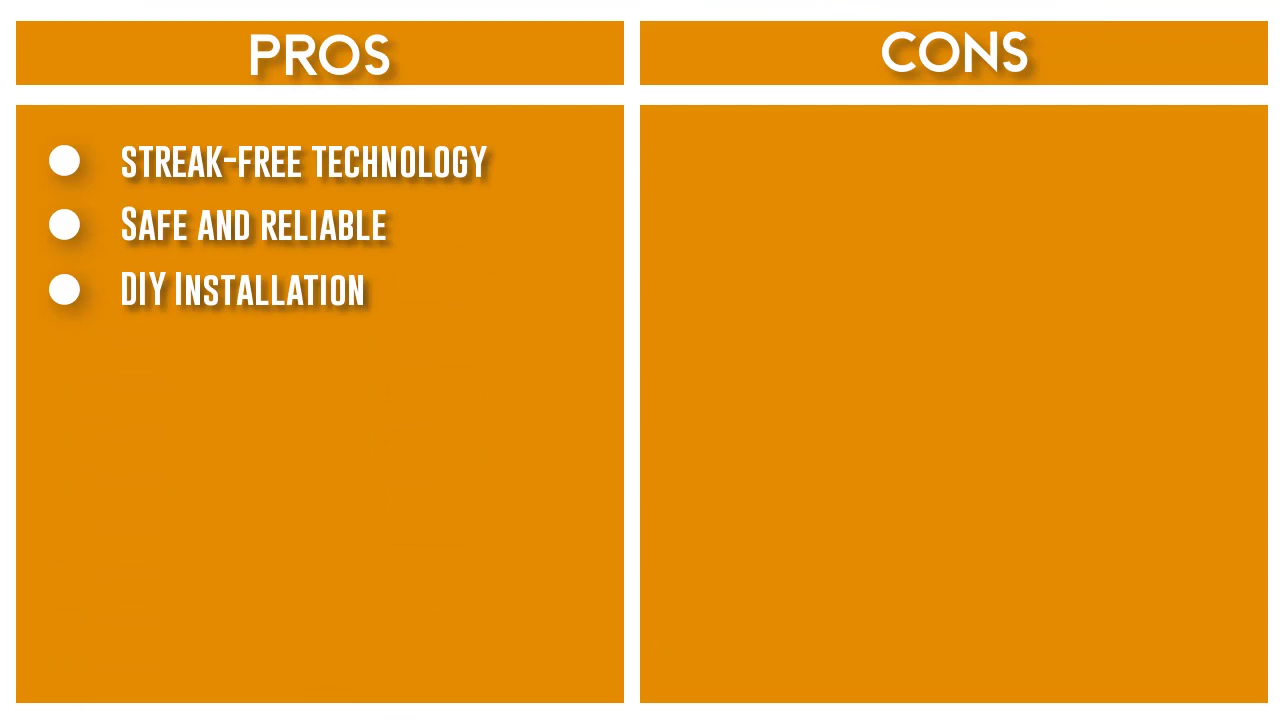 PROS
CONS
STREAK-FREE TECHNOLOGY
SAFE AND RELIABLE
DIY INSTALLATION